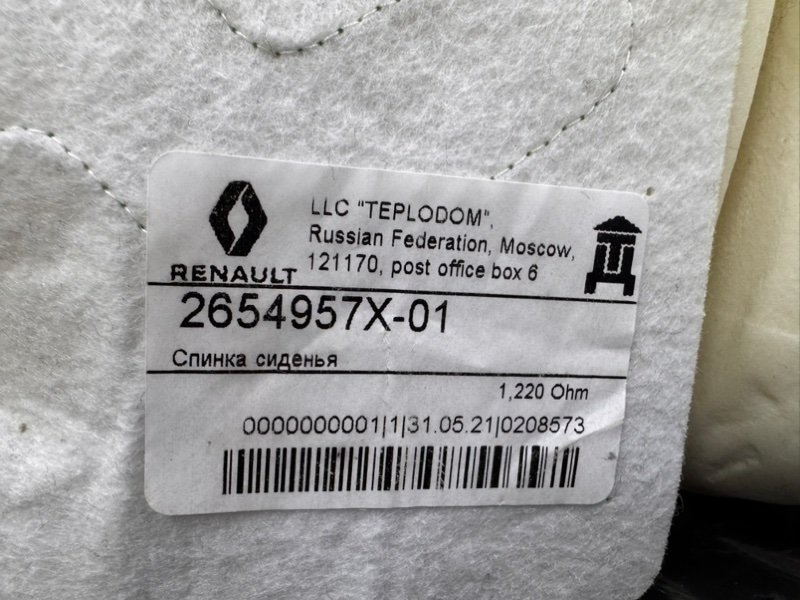 RENAULT
LLC "TEPLODOM",
Russian Federation, Moscow,
121170, post office box 6
2654957X-01
Спинка сиденья
1,220 Ohm
0000000001|1|31.05.21|0208573